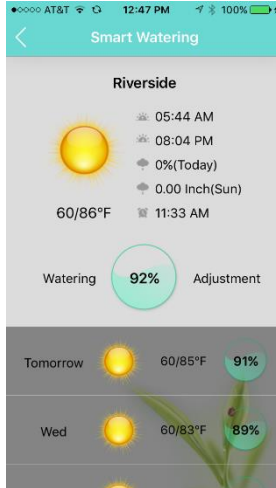 AT&T 12:47 PM 100%
Smart Watering
Riverside
05:44 AM
08:04 PM
0%(Today)
0.00 Inch(Sun)
60/86°F 11:33 AM
Watering 92% Adjustment
Tomorrow 60/85°F 91%
Wed 60/83°F 89%